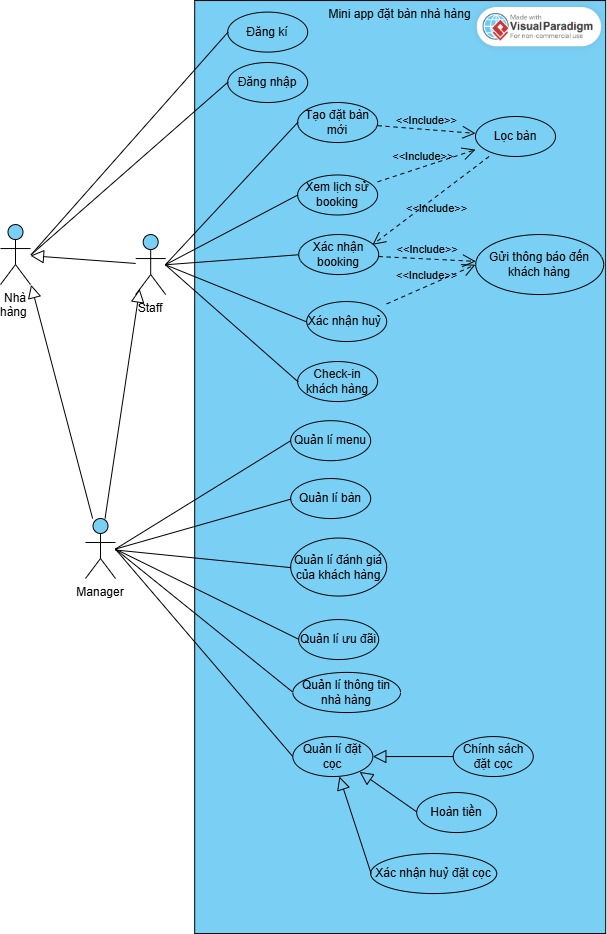 Mini app đặt bàn nhà hàng
Made with
VisualParadigm
For non-commercial use
Đăng kí
Đăng nhập
Tạo đặt bàn
mới
<<Include>>
Lọc bàn
<<Include>>
Xem lịch sử
booking
<<Include>>
Xác nhận
booking
<<Include>>
Gửi thông báo đến
khách hàng
<<Include>>
Nhà
hàng
Staff
Xác nhận huỷ
Check-in
khách hàng
Quản lí menu
Quản lí bàn
Quản lí đánh giá
của khách hàng
Manager
Quản lí ưu đãi
Quản lí thông tin
nhà hàng
Quản lí đặt
cọc
Chính sách
đặt cọc
Hoàn tiền
Xác nhận huỷ đặt cọc